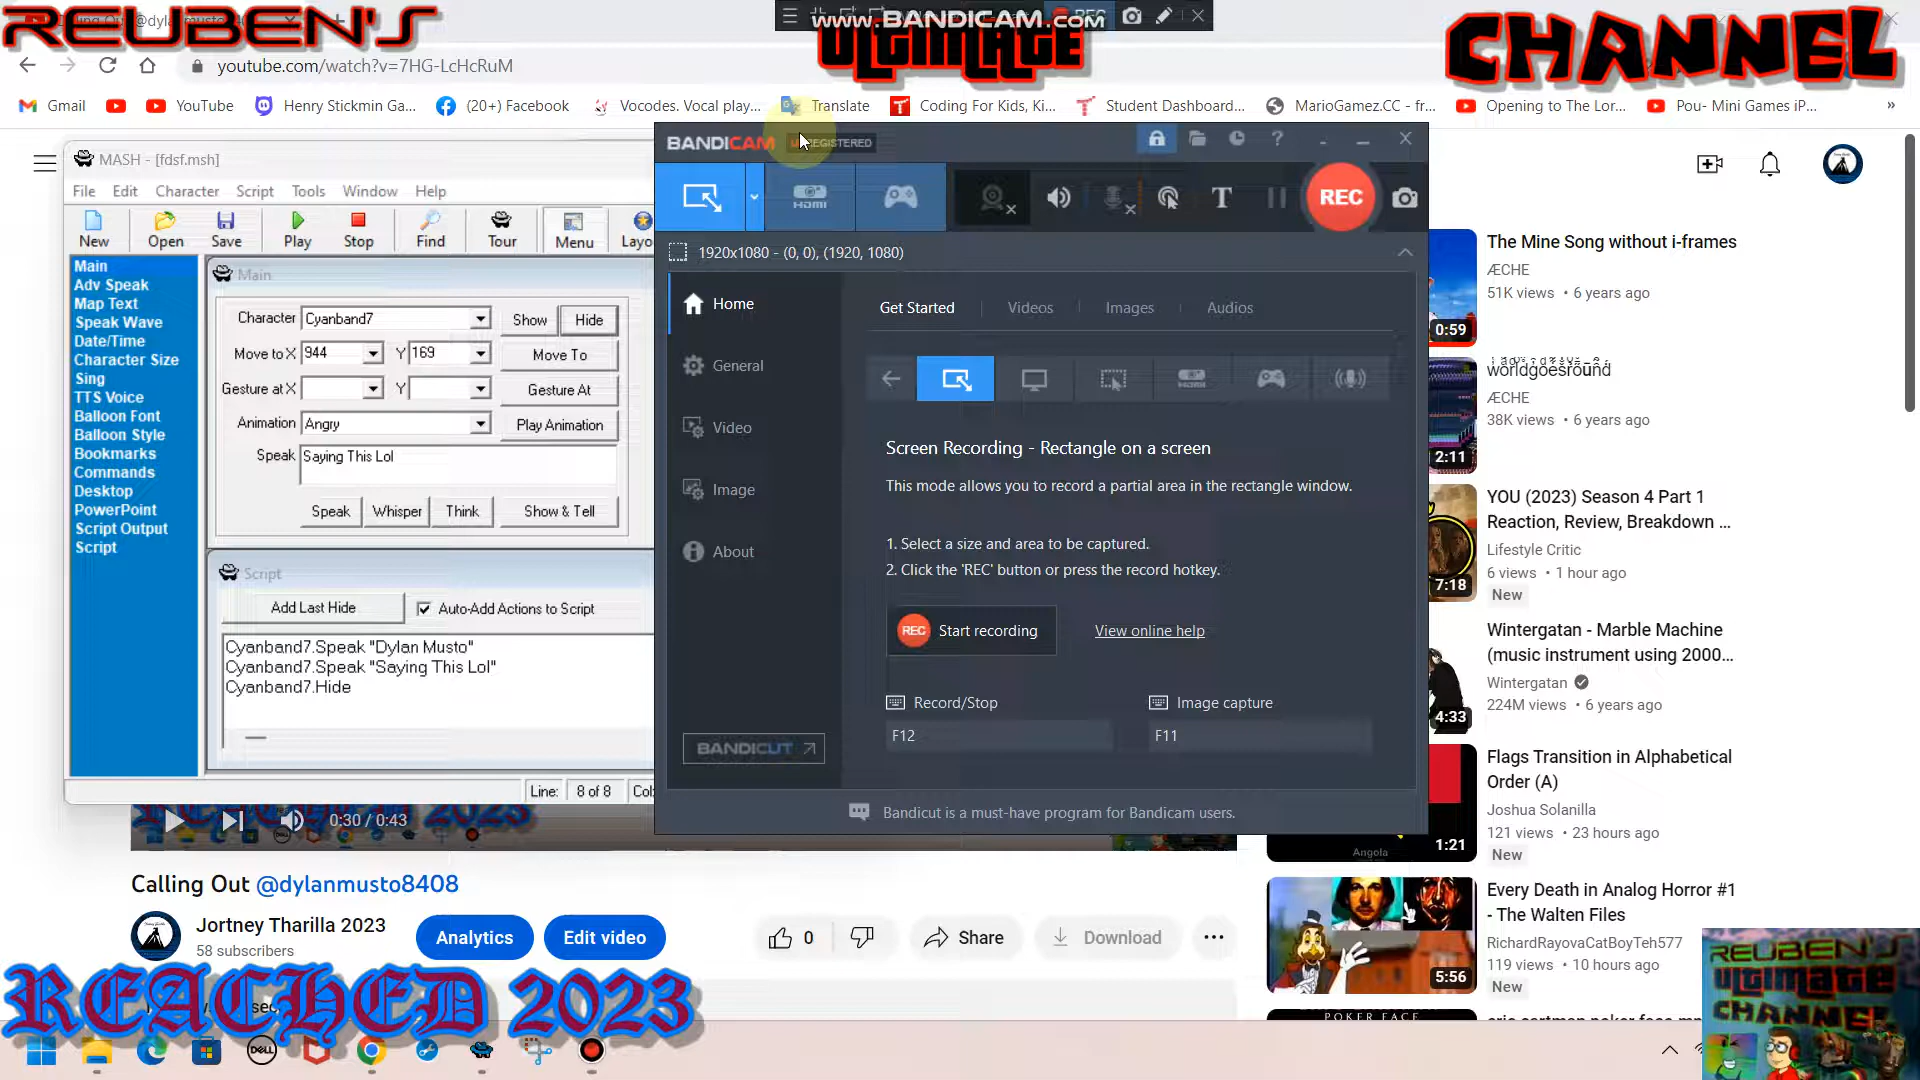 REUBEN'S
ULTIMATE
CHANNEL
www.BANDICAM.com
youtube.com/watch?v=7HG-LcHcRuM
Gmail
YouTube
Henry Stickmin Ga...
(20+) Facebook
Vocodes. Vocal play...
Translate
Coding For Kids, Ki...
Student Dashboard...
MarioGamez.CC - fr...
Opening to The Lor...
Pou- Mini Games iP...
»
MASH - [fdsf.msh]
File Edit Character Script Tools Window Help
New Open Save Play Stop Find Tour Menu Layo
Main
Adv Speak
Map Text
Speak Wave
Date/Time
Character Size
Sing
TTS Voice
Balloon Font
Balloon Style
Bookmarks
Commands
Desktop
PowerPoint
Script Output
Script
Main
Character Cyanband7 Show Hide
Move to X 944 Y 169 Move To
Gesture at X Y Gesture At
Animation Angry Play Animation
Speak Saying This Lol
Speak Whisper Think Show & Tell
Script
Add Last Hide Auto-Add Actions to Script
Cyanband7.Speak "Dylan Musto"
Cyanband7.Speak "Saying This Lol"
Cyanband7.Hide
Line: 8 of 8 Col:
BANDICAM
HDMI
T
REC
1920x1080 - (0, 0), (1920, 1080)
Home
General
Video
Image
About
BANDICUT
Get Started Videos Images Audios
HDMI
Screen Recording - Rectangle on a screen
This mode allows you to record a partial area in the rectangle window.
1. Select a size and area to be captured.
2. Click the 'REC' button or press the record hotkey.
REC Start recording
View online help
Record/Stop
F12
Image capture
F11
Bandicut is a must-have program for Bandicam users.
0:30 / 0:43
Calling Out @dylanmusto8408
Jortney Tharilla 2023
58 subscribers
Analytics
Edit video
0
Share
Download
The Mine Song without i-frames
ÆCHE
51K views • 6 years ago
0:59
ÆCHE
38K views • 6 years ago
2:11
YOU (2023) Season 4 Part 1
Reaction, Review, Breakdown ...
Lifestyle Critic
6 views • 1 hour ago
New
7:18
Wintergatan - Marble Machine
(music instrument using 2000...
Wintergatan
224M views • 6 years ago
4:33
Flags Transition in Alphabetical
Order (A)
Joshua Solanilla
121 views • 23 hours ago
New
Angola
1:21
Every Death in Analog Horror #1
- The Walten Files
RichardRayovaCatBoyTeh577
119 views • 10 hours ago
New
5:56
POKER FACE
REACHED 2023
DELL
REUBEN'S
ULTIMATE
CHANNEL